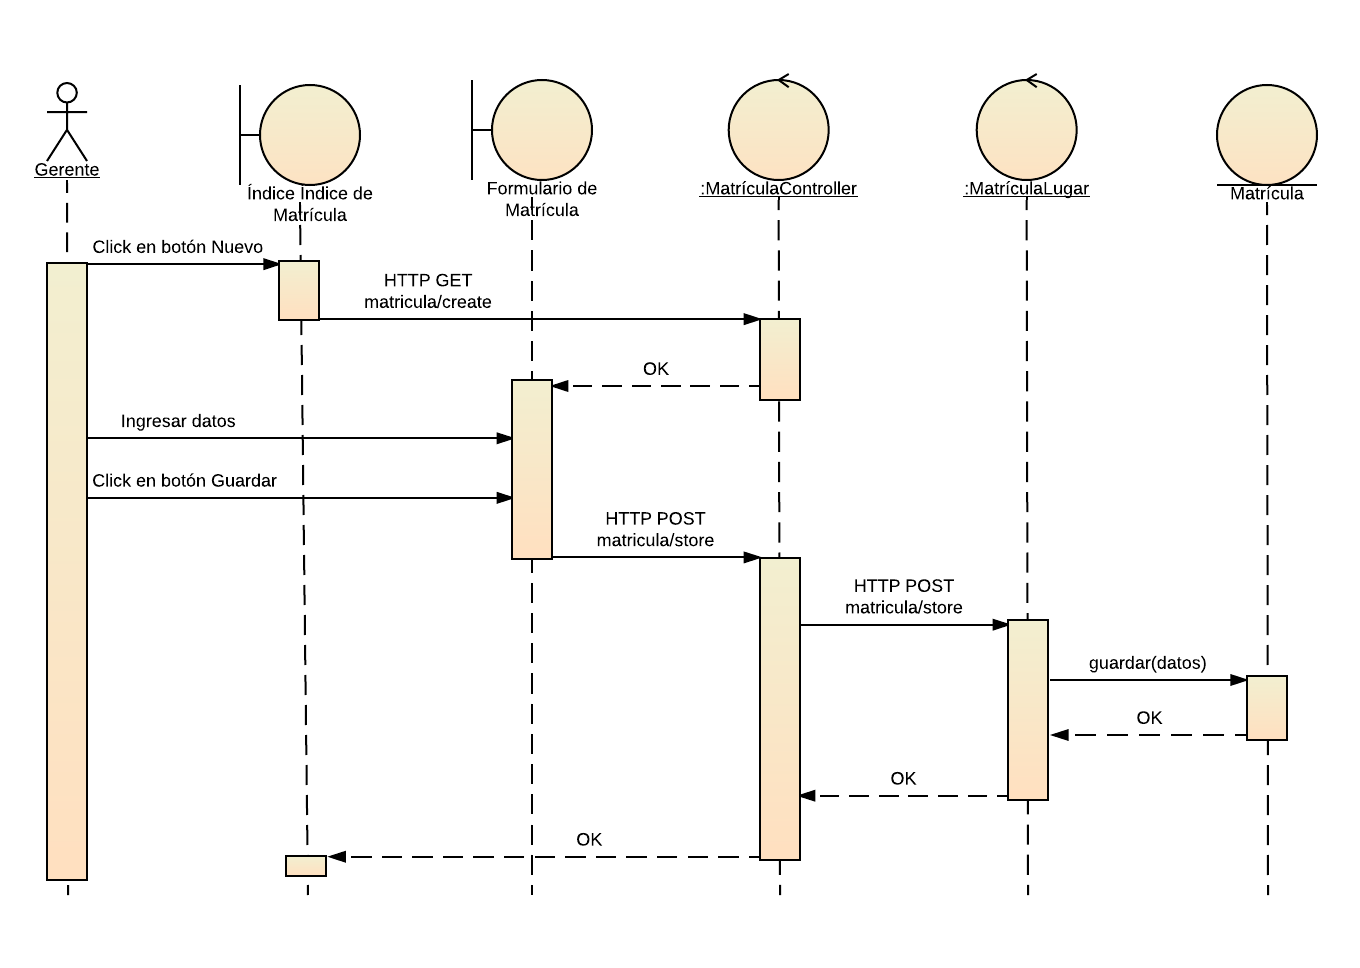 Gerente
Índice Indice de
Matrícula
Formulario de
Matrícula
:MatrículaController
:MatrículaLugar
Matrícula
Click en botón Nuevo
HTTP GET
matricula/create
OK
Ingresar datos
Click en botón Guardar
HTTP POST
matricula/store
HTTP POST
matricula/store
guardar(datos)
OK
OK
OK